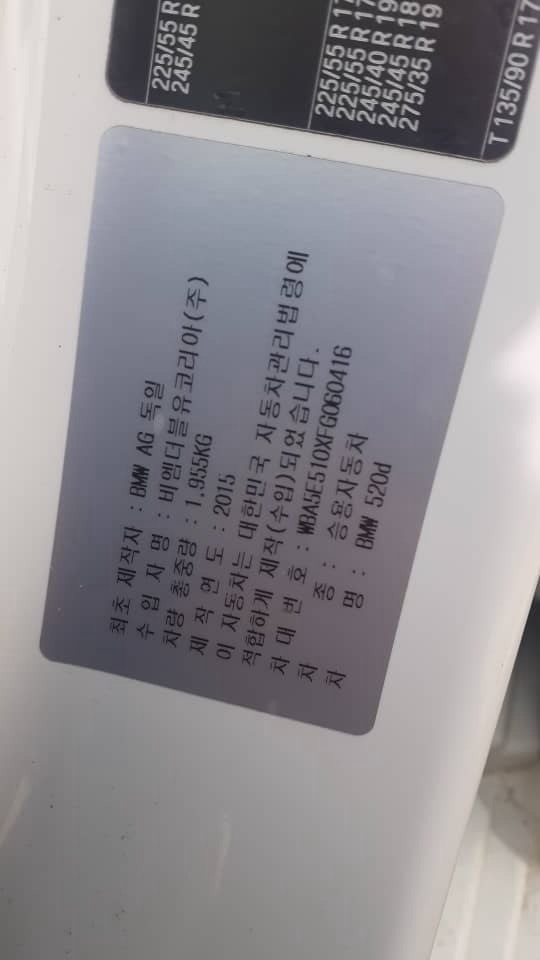 225/55 R
245/45 R
225/55 R 17
225/55 R 17
245/40 R 19
245/45 R 18
275/35 R 19
T 135/90 R 17
최초 제작자 : BMW AG 독일
수 입 자 명 : 비엠더블유코리아(주)
차량 총중량 : 1,955KG
제 작 연 도 : 2015
이 자동차는 대한민국 자동차관리법령에
적합하게 제작(수입)되었습니다.
차 대 번 호 : WBA5E510XFG060416
차 종 : 승용자동차
차 명 : BMW 520d